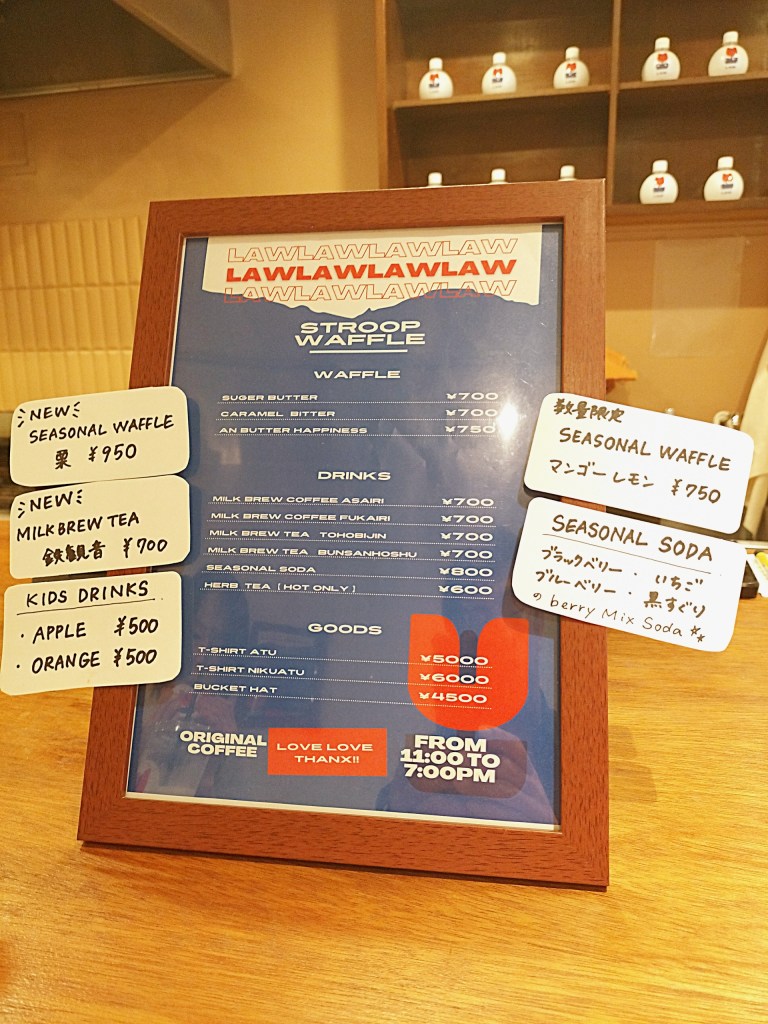 LAWLAWLAWLAW
LAWLAWLAWLAW
LAWLAWLAWLAW
STROOP
WAFFLE
WAFFLE
SUGER BUTTER ¥700
CARAMEL BITTER ¥700
AN BUTTER HAPPINESS ¥750
DRINKS
MILK BREW COFFEE ASAIRI ¥700
MILK BREW COFFEE FUKAIRI ¥700
MILK BREW TEA TOHOBIJIN ¥700
MILK BREW TEA BUNSANHOSHU ¥700
SEASONAL SODA ¥800
HERB TEA (HOT ONLY) ¥600
GOODS
T-SHIRT ATU ¥5000
T-SHIRT NIKUATU ¥6000
BUCKET HAT ¥4500
ORIGINAL
COFFEE
LOVE LOVE
THANX!!
FROM
11:00 TO
7:00PM
NEW
SEASONAL WAFFLE
栗 ¥950
NEW
MILK BREW TEA
鉄観音 ¥700
KIDS DRINKS
・APPLE ¥500
・ORANGE ¥500
数量限定
SEASONAL WAFFLE
マンゴーレモン ¥750
SEASONAL SODA
ブラックベリー・いちご
ブルーベリー・黒すぐり
の berry Mix Soda